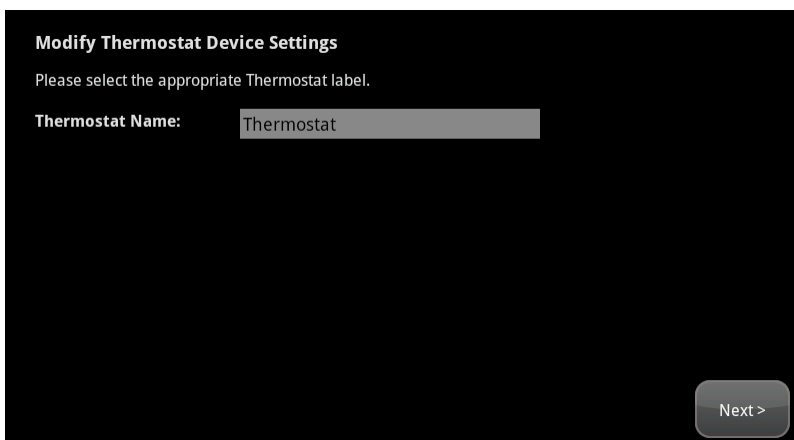 Modify Thermostat Device Settings
Please select the appropriate Thermostat label.
Thermostat Name: Thermostat
Next >